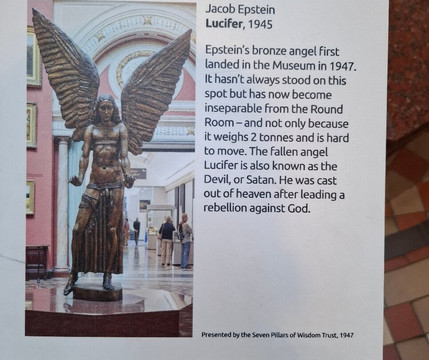 Jacob Epstein
Lucifer, 1945
Epstein's bronze angel first
landed in the Museum in 1947.
It hasn't always stood on this
spot but has now become
inseparable from the Round
Room – and not only because
it weighs 2 tonnes and is hard
to move. The fallen angel
Lucifer is also known as the
Devil, or Satan. He was cast
out of heaven after leading a
rebellion against God.
Presented by the Seven Pillars of Wisdom Trust, 1947